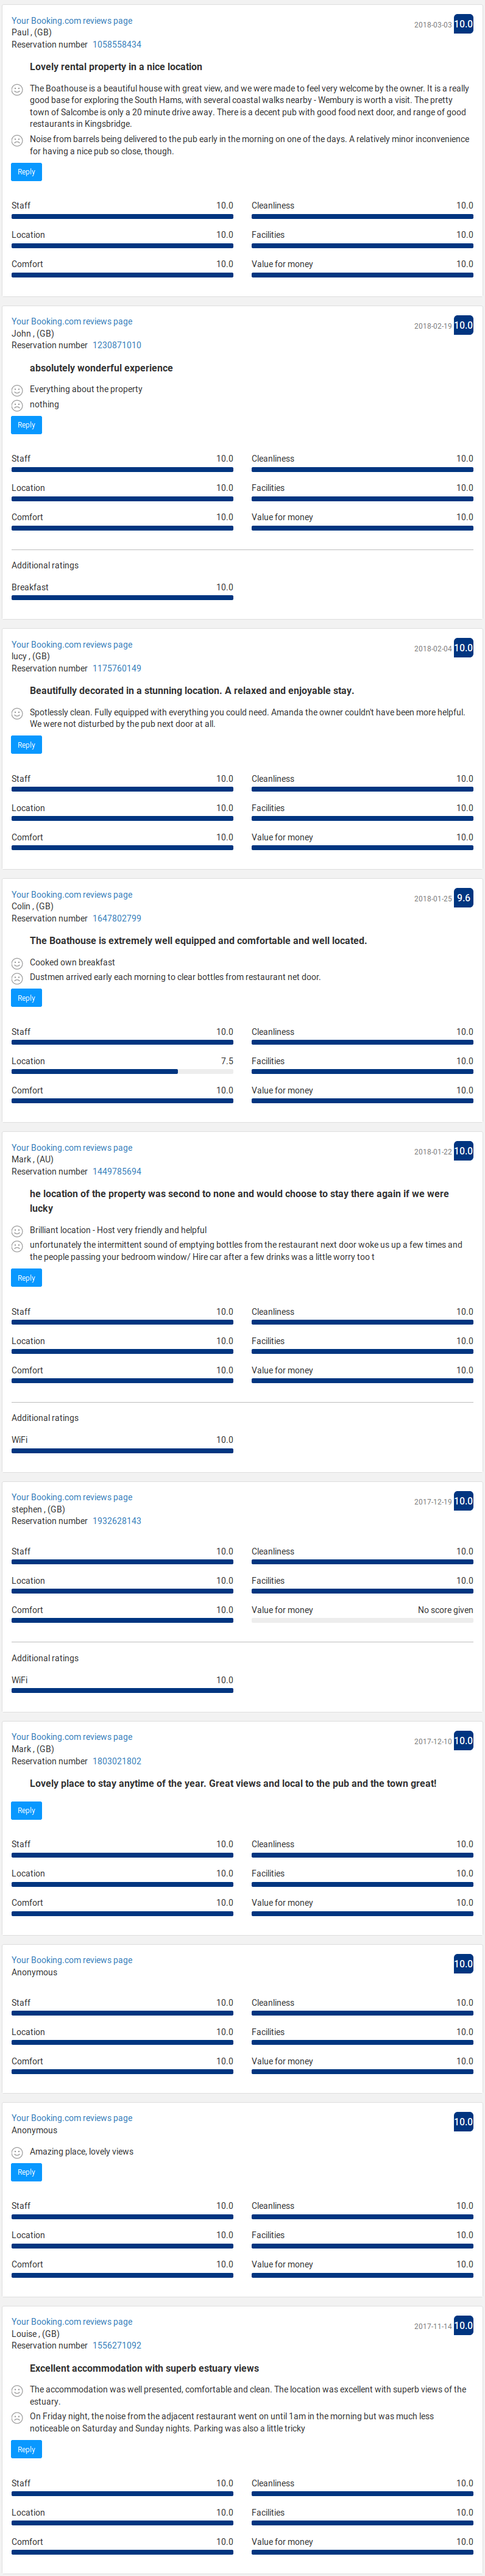 Your Booking.com reviews page
2018-03-03 10.0
Paul , (GB)
Reservation number 1058558434
Lovely rental property in a nice location
The Boathouse is a beautiful house with great view, and we were made to feel very welcome by the owner. It is a really
good base for exploring the South Hams, with several coastal walks nearby - Wembury is worth a visit. The pretty
town of Salcombe is only a 20 minute drive away. There is a decent pub with good food next door, and range of good
restaurants in Kingsbridge.
Noise from barrels being delivered to the pub early in the morning on one of the days. A relatively minor inconvenience
for having a nice pub so close, though.
Reply
Staff 10.0 Cleanliness 10.0
Location 10.0 Facilities 10.0
Comfort 10.0 Value for money 10.0
Your Booking.com reviews page
2018-02-19 10.0
John , (GB)
Reservation number 1230871010
absolutely wonderful experience
Everything about the property
nothing
Reply
Staff 10.0 Cleanliness 10.0
Location 10.0 Facilities 10.0
Comfort 10.0 Value for money 10.0
Additional ratings
Breakfast 10.0
Your Booking.com reviews page
2018-02-04 10.0
lucy , (GB)
Reservation number 1175760149
Beautifully decorated in a stunning location. A relaxed and enjoyable stay.
Spotlessly clean. Fully equipped with everything you could need. Amanda the owner couldn't have been more helpful.
We were not disturbed by the pub next door at all.
Reply
Staff 10.0 Cleanliness 10.0
Location 10.0 Facilities 10.0
Comfort 10.0 Value for money 10.0
Your Booking.com reviews page
2018-01-25 9.6
Colin , (GB)
Reservation number 1647802799
The Boathouse is extremely well equipped and comfortable and well located.
Cooked own breakfast
Dustmen arrived early each morning to clear bottles from restaurant net door.
Reply
Staff 10.0 Cleanliness 10.0
Location 7.5 Facilities 10.0
Comfort 10.0 Value for money 10.0
Your Booking.com reviews page
2018-01-22 10.0
Mark , (AU)
Reservation number 1449785694
he location of the property was second to none and would choose to stay there again if we were
lucky
Brilliant location - Host very friendly and helpful
unfortunately the intermittent sound of emptying bottles from the restaurant next door woke us up a few times and
the people passing your bedroom window/ Hire car after a few drinks was a little worry too t
Reply
Staff 10.0 Cleanliness 10.0
Location 10.0 Facilities 10.0
Comfort 10.0 Value for money 10.0
Additional ratings
WiFi 10.0
Your Booking.com reviews page
2017-12-19 10.0
stephen , (GB)
Reservation number 1932628143
Staff 10.0 Cleanliness 10.0
Location 10.0 Facilities 10.0
Comfort 10.0 Value for money No score given
Additional ratings
WiFi 10.0
Your Booking.com reviews page
2017-12-10 10.0
Mark , (GB)
Reservation number 1803021802
Lovely place to stay anytime of the year. Great views and local to the pub and the town great!
Reply
Staff 10.0 Cleanliness 10.0
Location 10.0 Facilities 10.0
Comfort 10.0 Value for money 10.0
Your Booking.com reviews page
10.0
Anonymous
Staff 10.0 Cleanliness 10.0
Location 10.0 Facilities 10.0
Comfort 10.0 Value for money 10.0
Your Booking.com reviews page
10.0
Anonymous
Amazing place, lovely views
Reply
Staff 10.0 Cleanliness 10.0
Location 10.0 Facilities 10.0
Comfort 10.0 Value for money 10.0
Your Booking.com reviews page
2017-11-14 10.0
Louise , (GB)
Reservation number 1556271092
Excellent accommodation with superb estuary views
The accommodation was well presented, comfortable and clean. The location was excellent with superb views of the
estuary.
On Friday night, the noise from the adjacent restaurant went on until 1am in the morning but was much less
noticeable on Saturday and Sunday nights. Parking was also a little tricky
Reply
Staff 10.0 Cleanliness 10.0
Location 10.0 Facilities 10.0
Comfort 10.0 Value for money 10.0